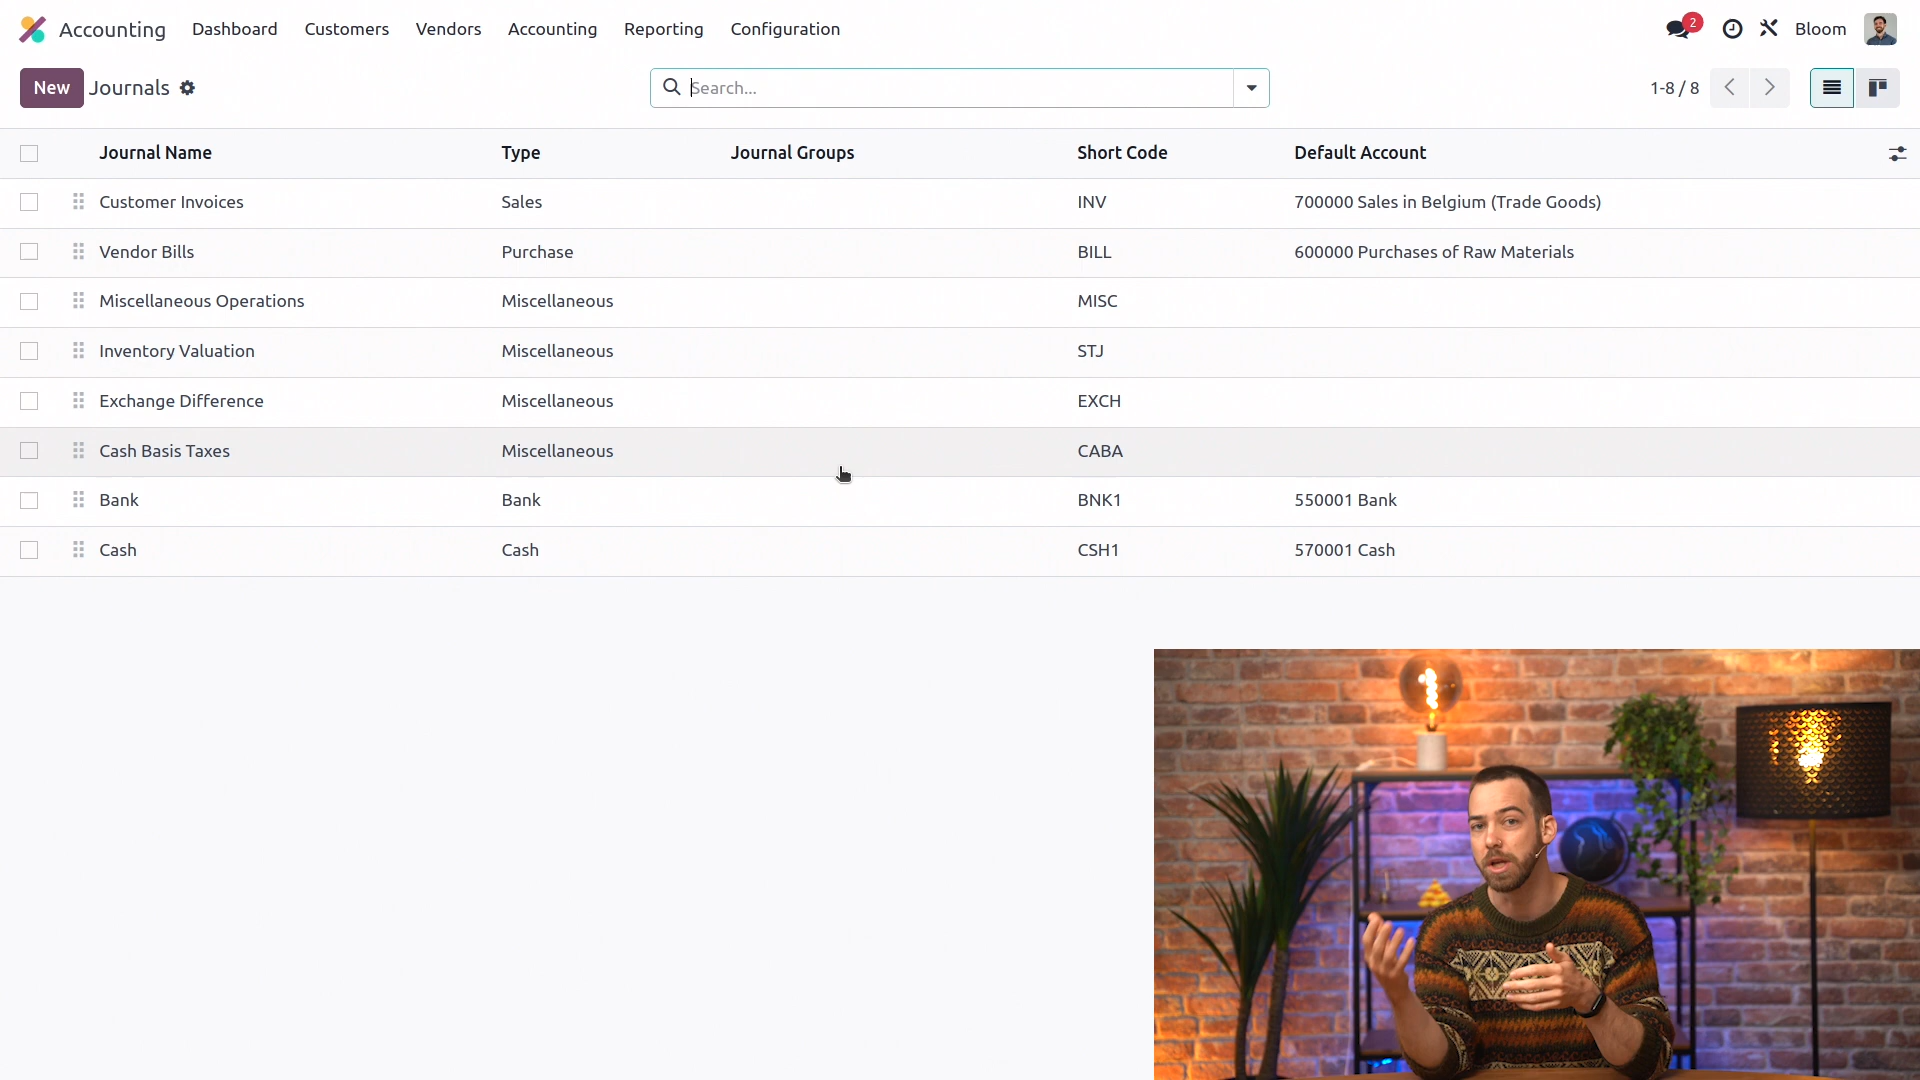 Accounting Dashboard Customers Vendors Accounting Reporting Configuration 2 Bloom
New Journals Search... 1-8 / 8
Journal Name Type Journal Groups Short Code Default Account
Customer Invoices Sales INV 700000 Sales in Belgium (Trade Goods)
Vendor Bills Purchase BILL 600000 Purchases of Raw Materials
Miscellaneous Operations Miscellaneous MISC
Inventory Valuation Miscellaneous STJ
Exchange Difference Miscellaneous EXCH
Cash Basis Taxes Miscellaneous CABA
Bank Bank BNK1 550001 Bank
Cash Cash CSH1 570001 Cash